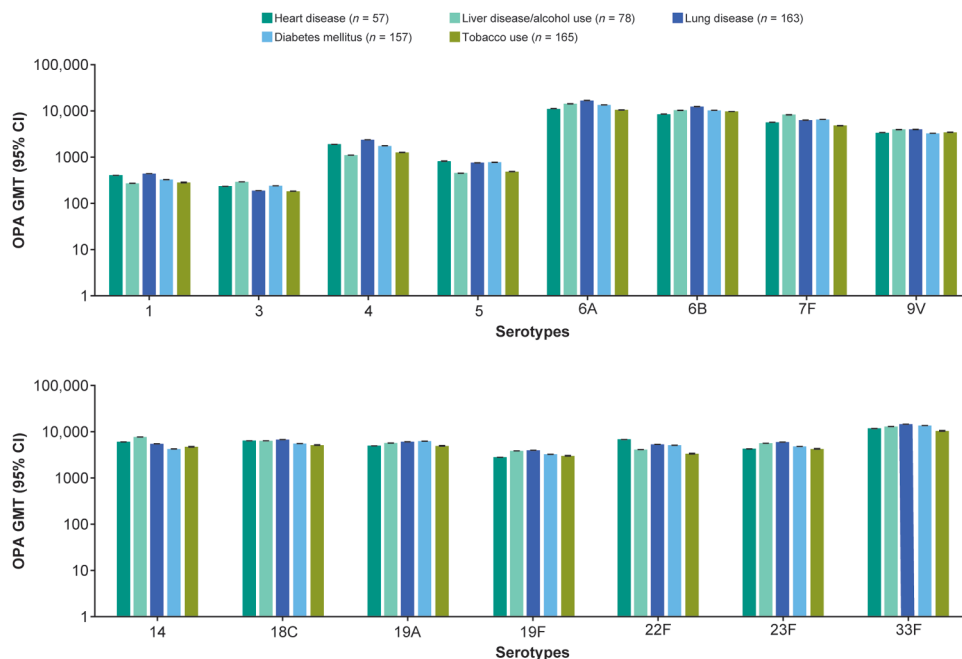 Heart disease (n = 57) Liver disease/alcohol use (n = 78) Lung disease (n = 163)
Diabetes mellitus (n = 157) Tobacco use (n = 165)
OPA GMT (95% CI)
100,000
10,000
1000
100
10
1
1 3 4 5 6A 6B 7F 9V
Serotypes
OPA GMT (95% CI)
100,000
10,000
1000
100
10
1
14 18C 19A 19F 22F 23F 33F
Serotypes